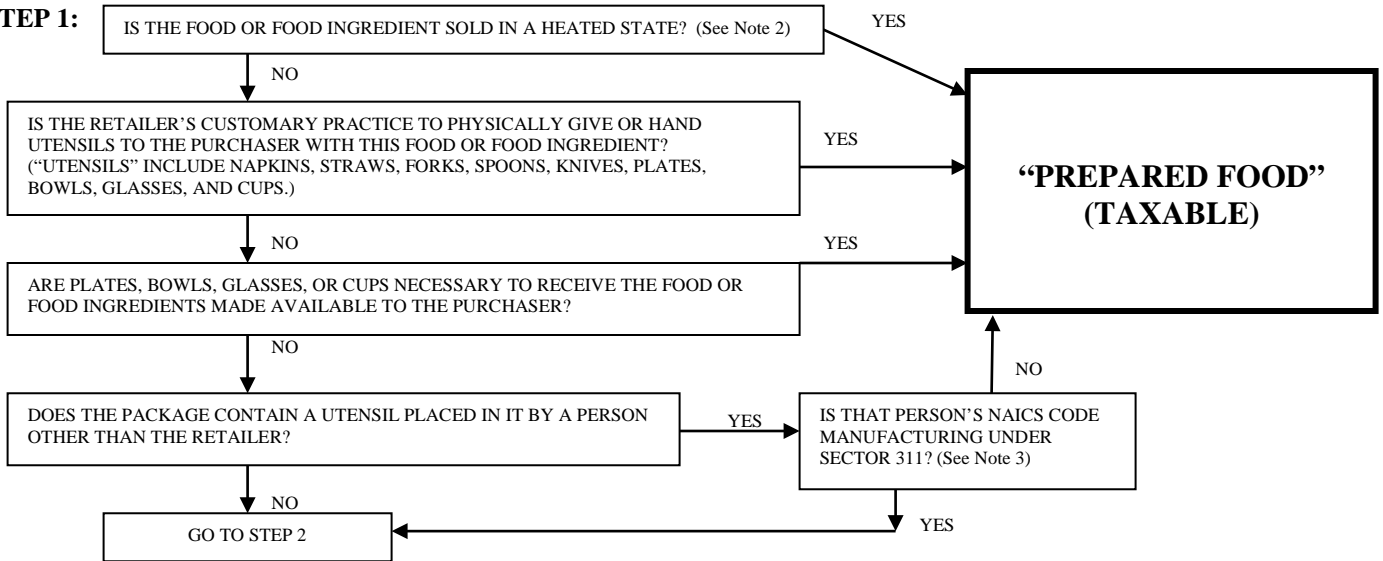 TEP 1:
IS THE FOOD OR FOOD INGREDIENT SOLD IN A HEATED STATE? (See Note 2)
YES
NO
IS THE RETAILER'S CUSTOMARY PRACTICE TO PHYSICALLY GIVE OR HAND
UTENSILS TO THE PURCHASER WITH THIS FOOD OR FOOD INGREDIENT?
(“UTENSILS” INCLUDE NAPKINS, STRAWS, FORKS, SPOONS, KNIVES, PLATES,
BOWLS, GLASSES, AND CUPS.)
YES
“PREPARED FOOD”
(TAXABLE)
NO
YES
ARE PLATES, BOWLS, GLASSES, OR CUPS NECESSARY TO RECEIVE THE FOOD OR
FOOD INGREDIENTS MADE AVAILABLE TO THE PURCHASER?
NO
NO
DOES THE PACKAGE CONTAIN A UTENSIL PLACED IN IT BY A PERSON
OTHER THAN THE RETAILER?
YES
IS THAT PERSON'S NAICS CODE
MANUFACTURING UNDER
SECTOR 311? (See Note 3)
NO
YES
GO TO STEP 2